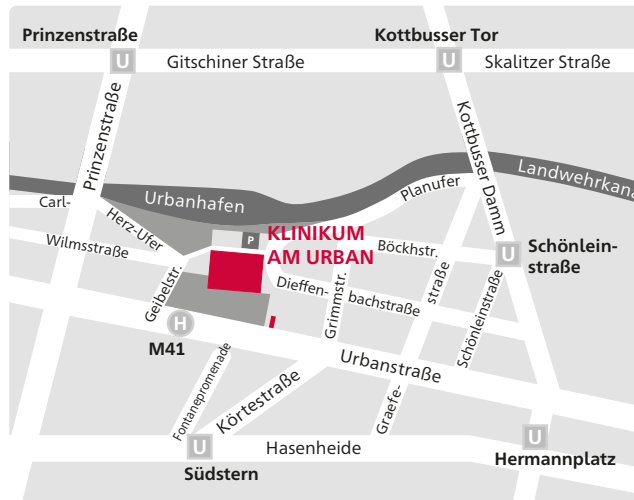 Prinzenstraße
U
Gitschiner Straße
Kottbusser Tor
U
Skalitzer Straße
Prinzenstraße
Kottbusser Damm
Landwehrkana
Planufer
Urbanhafen
Carl-
Herz-Ufer
P
KLINIKUM
AM URBAN
Wilmsstraße
Böckhstr.
U
Schönlein-
straße
Geibelstr.
Dieffen-
bachstraße
Grimmstr.
straße
Schönleinstraße
H
M41
Urbanstraße
Fontanepromenade
Körtestraße
Graefe-
U
Südstern
Hasenheide
U
Hermannplatz